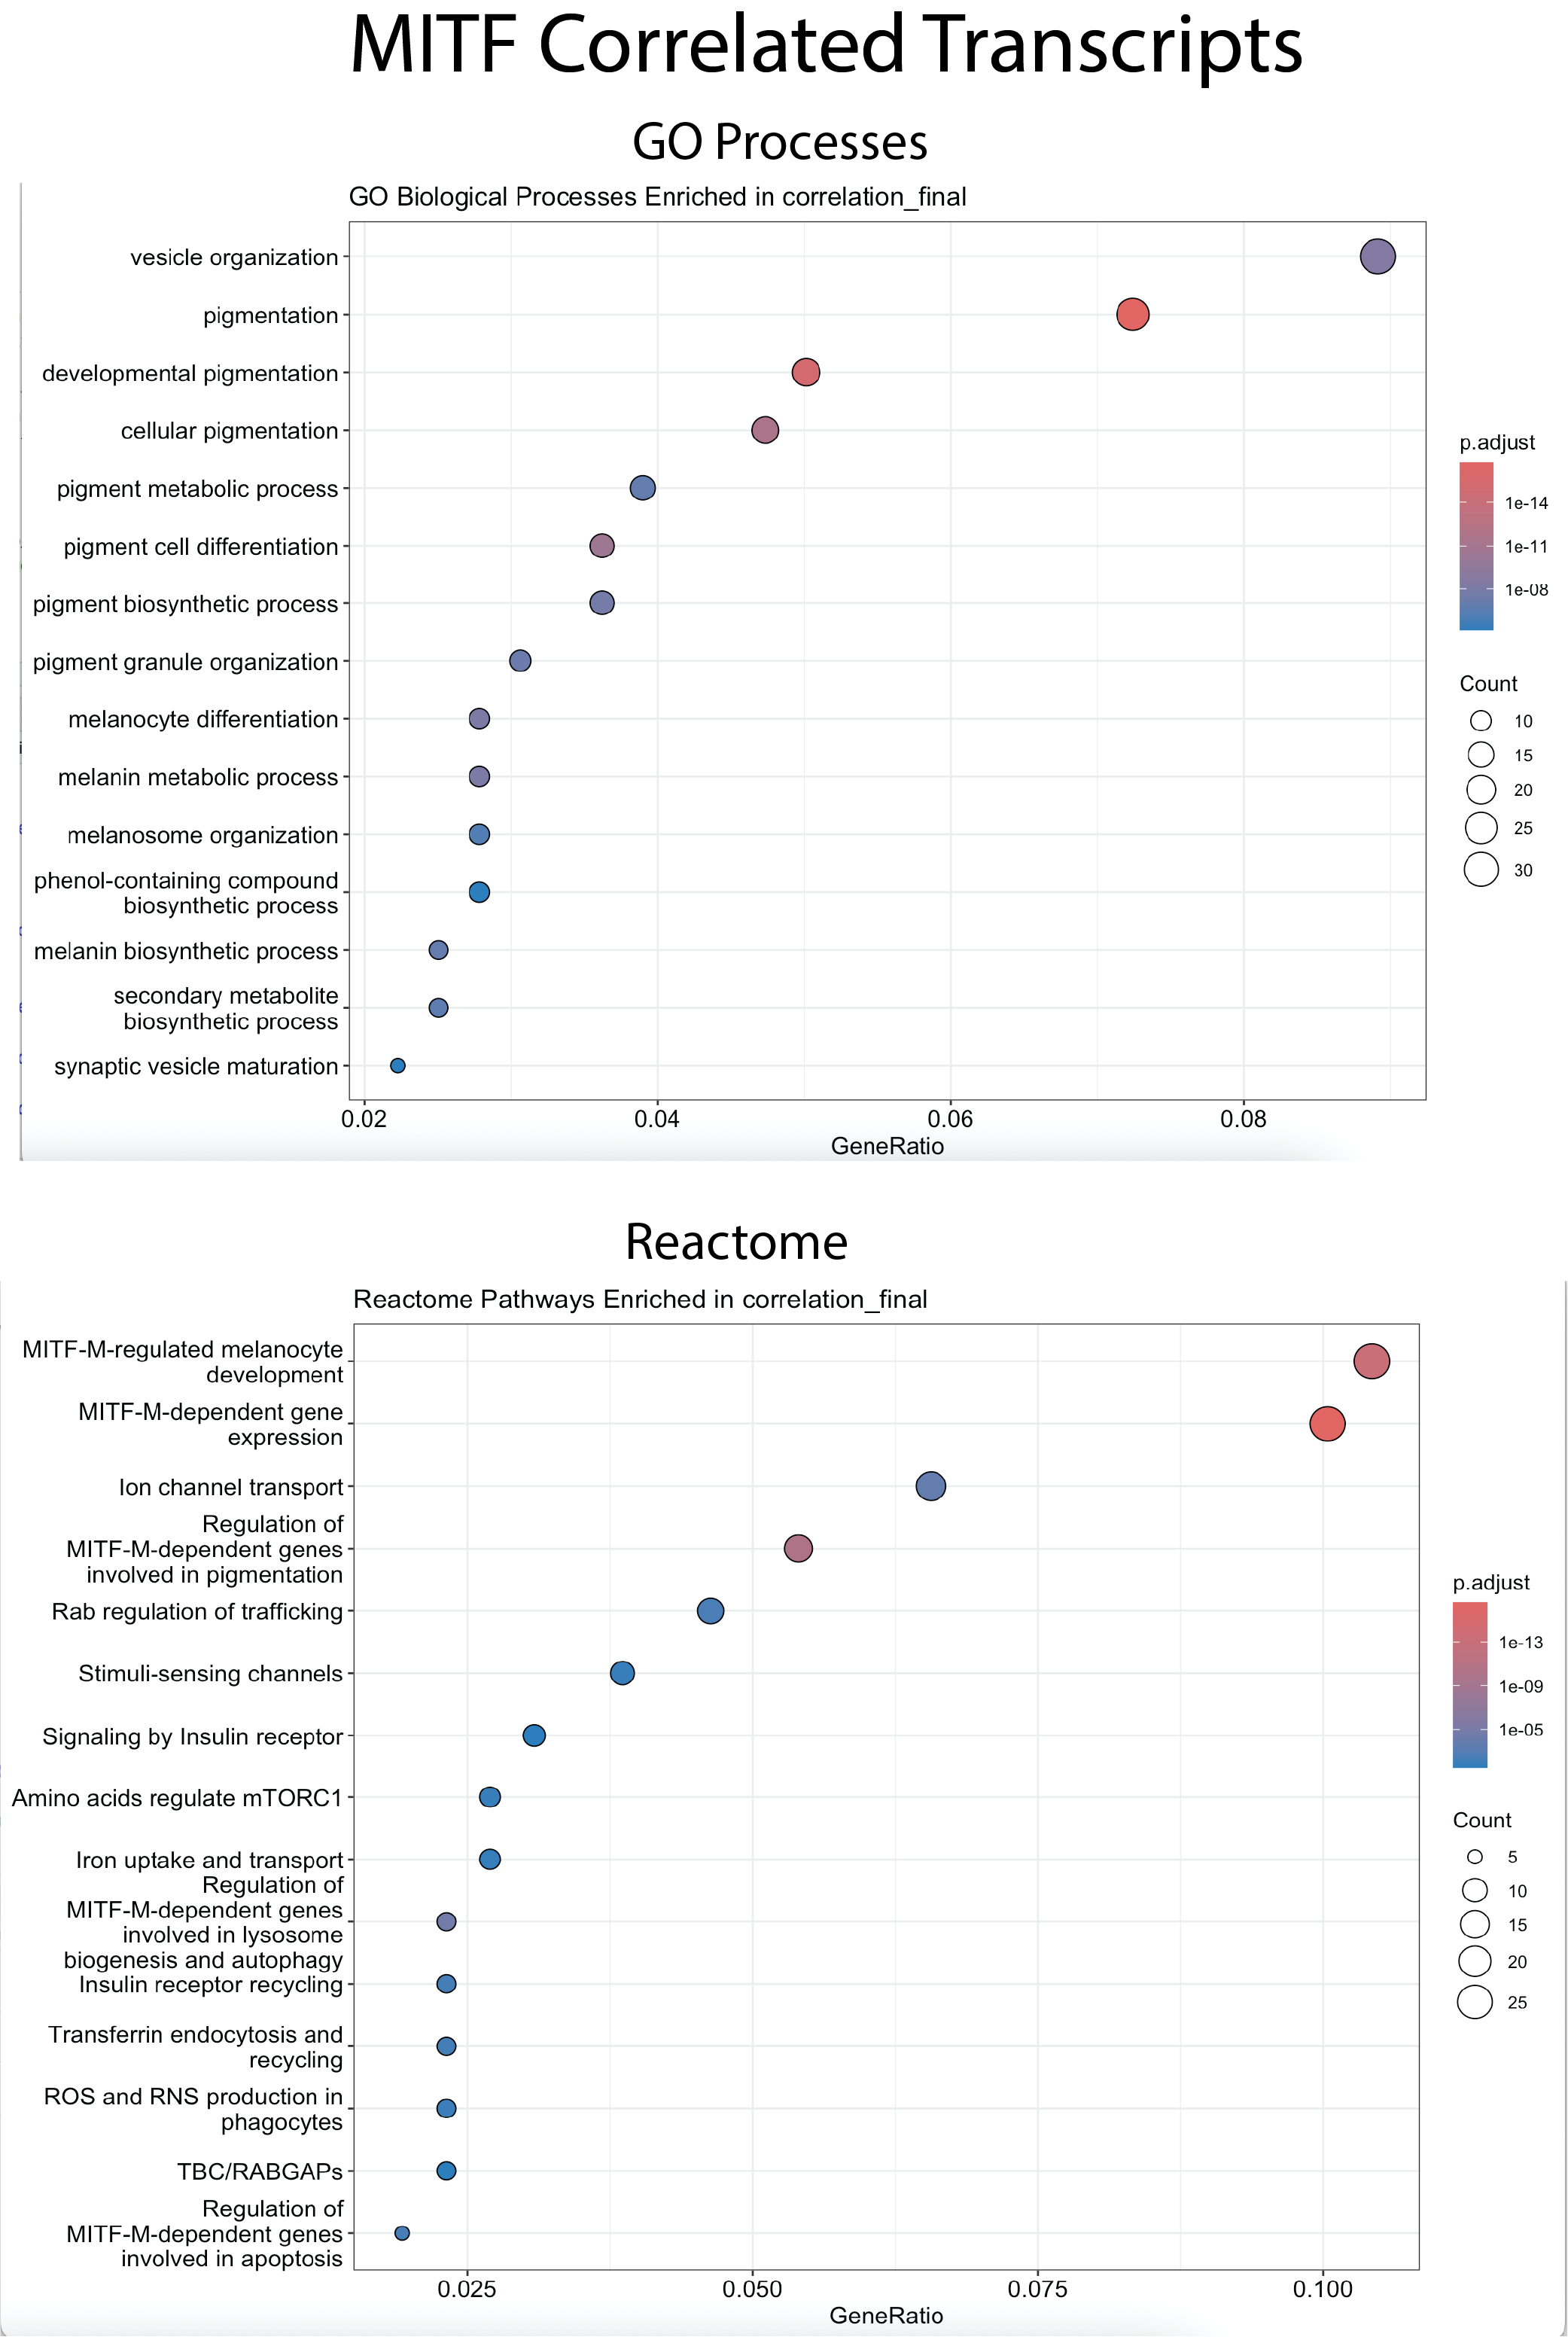 MITF Correlated Transcripts
GO Processes
GO Biological Processes Enriched in correlation_final
vesicle organization
pigmentation
developmental pigmentation
cellular pigmentation
pigment metabolic process
pigment cell differentiation
pigment biosynthetic process
pigment granule organization
melanocyte differentiation
melanin metabolic process
melanosome organization
phenol-containing compound
biosynthetic process
melanin biosynthetic process
secondary metabolite
biosynthetic process
synaptic vesicle maturation
0.02 0.04 0.06 0.08
GeneRatio
p.adjust
1e-14
1e-11
1e-08
Count
10
15
20
25
30
Reactome
Reactome Pathways Enriched in correlation_final
MITF-M-regulated melanocyte
development
MITF-M-dependent gene
expression
Ion channel transport
Regulation of
MITF-M-dependent genes
involved in pigmentation
Rab regulation of trafficking
Stimuli-sensing channels
Signaling by Insulin receptor
Amino acids regulate mTORC1
Iron uptake and transport
Regulation of
MITF-M-dependent genes
involved in lysosome
biogenesis and autophagy
Insulin receptor recycling
Transferrin endocytosis and
recycling
ROS and RNS production in
phagocytes
TBC/RABGAPs
Regulation of
MITF-M-dependent genes
involved in apoptosis
0.025 0.050 0.075 0.100
GeneRatio
p.adjust
1e-13
1e-09
1e-05
Count
5
10
15
20
25